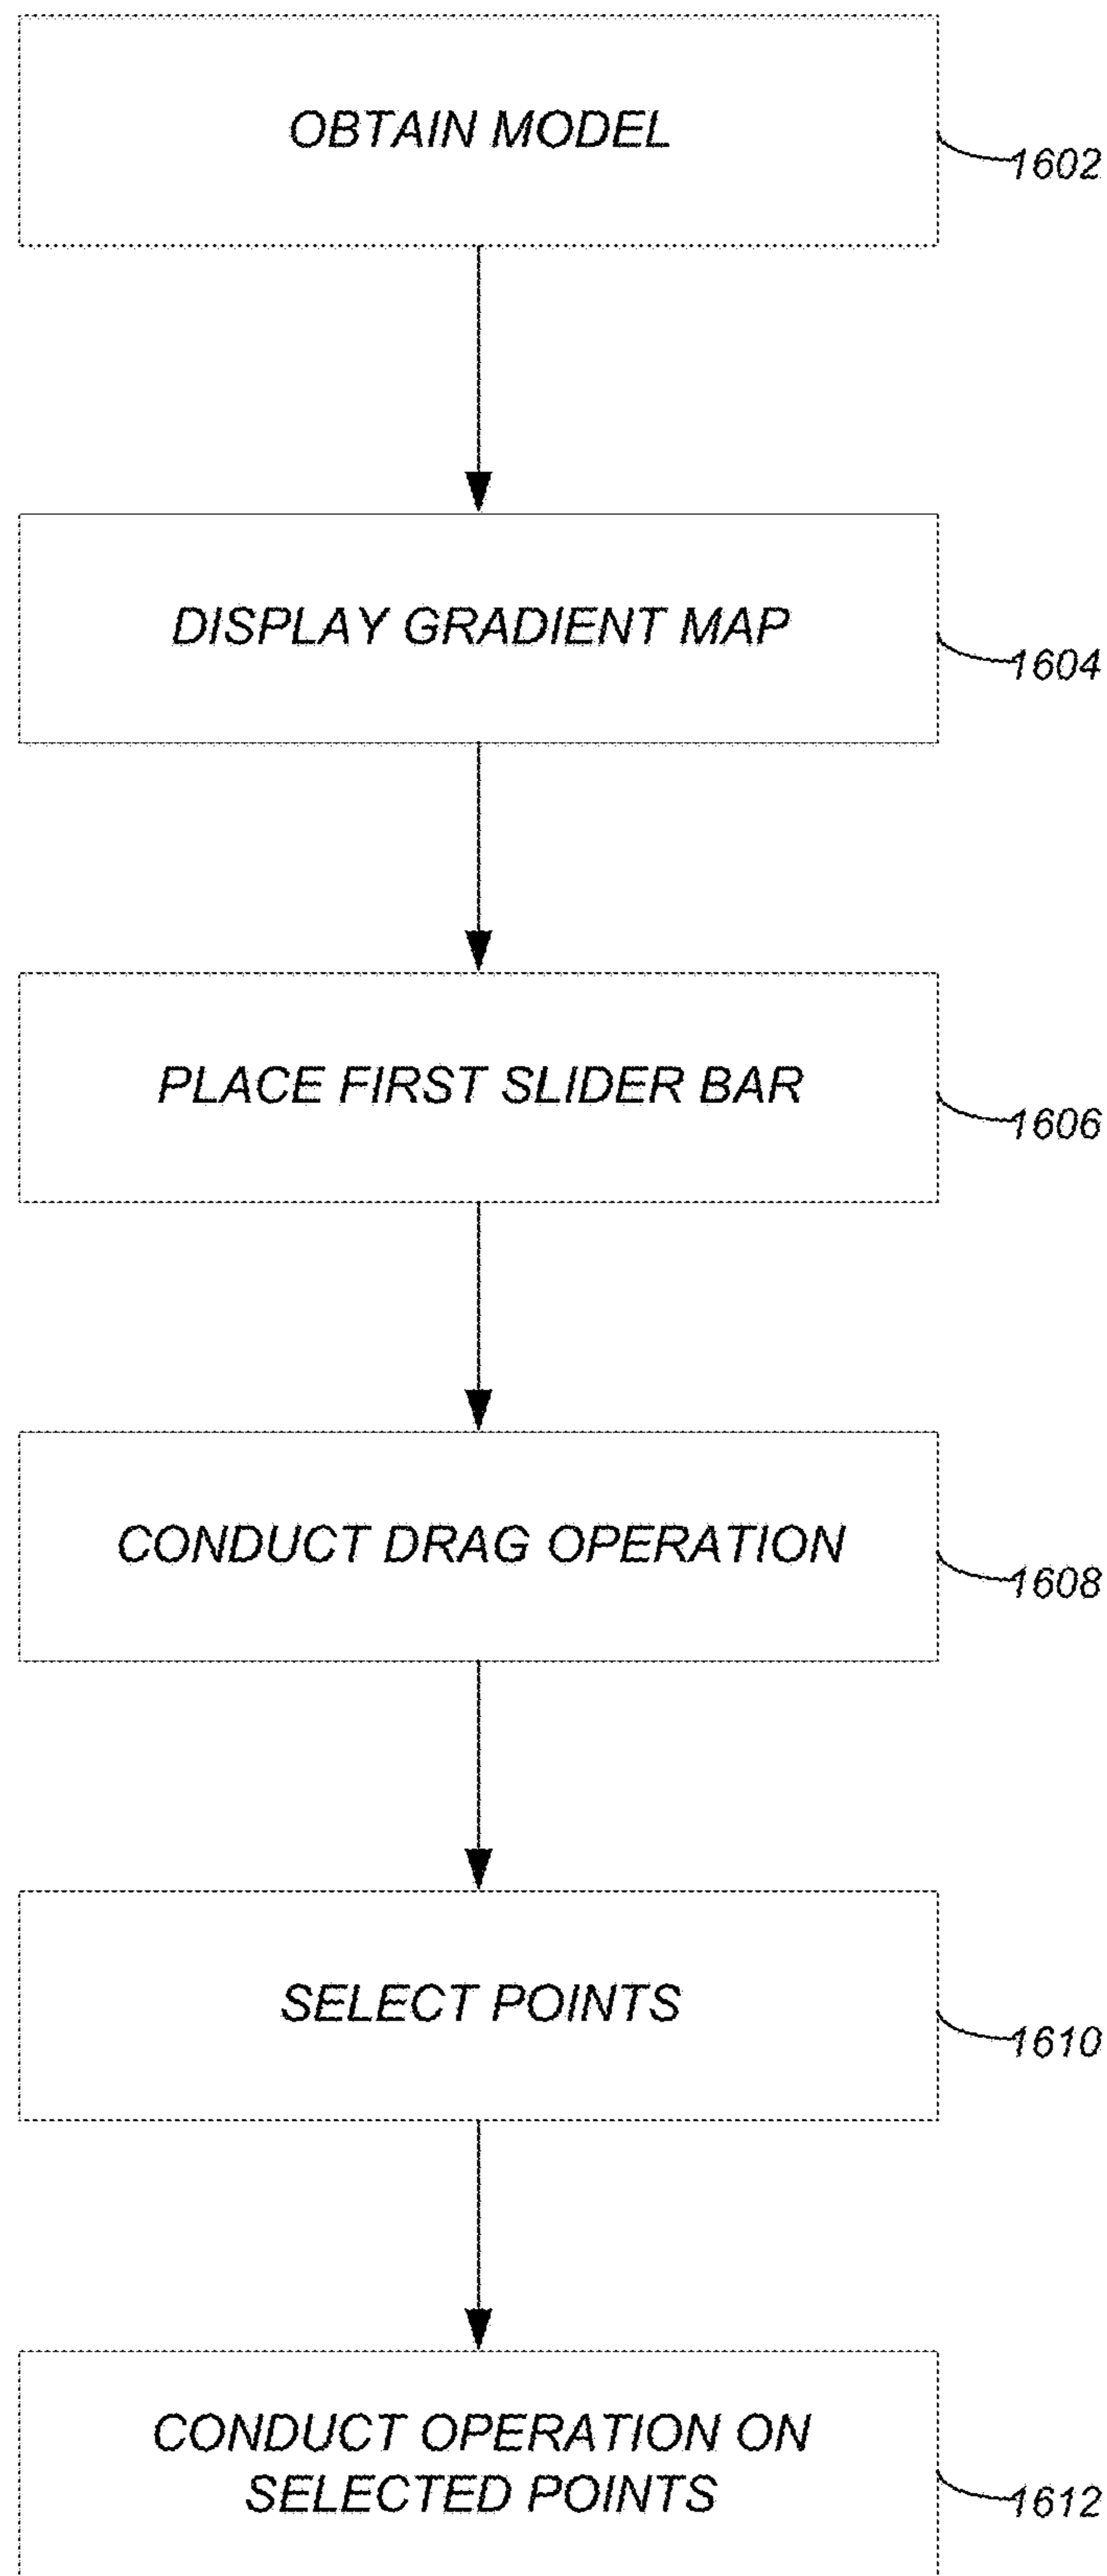 OBTAIN MODEL
1602
DISPLAY GRADIENT MAP
1604
PLACE FIRST SLIDER BAR
1606
CONDUCT DRAG OPERATION
1608
SELECT POINTS
1610
CONDUCT OPERATION ON
SELECTED POINTS
1612